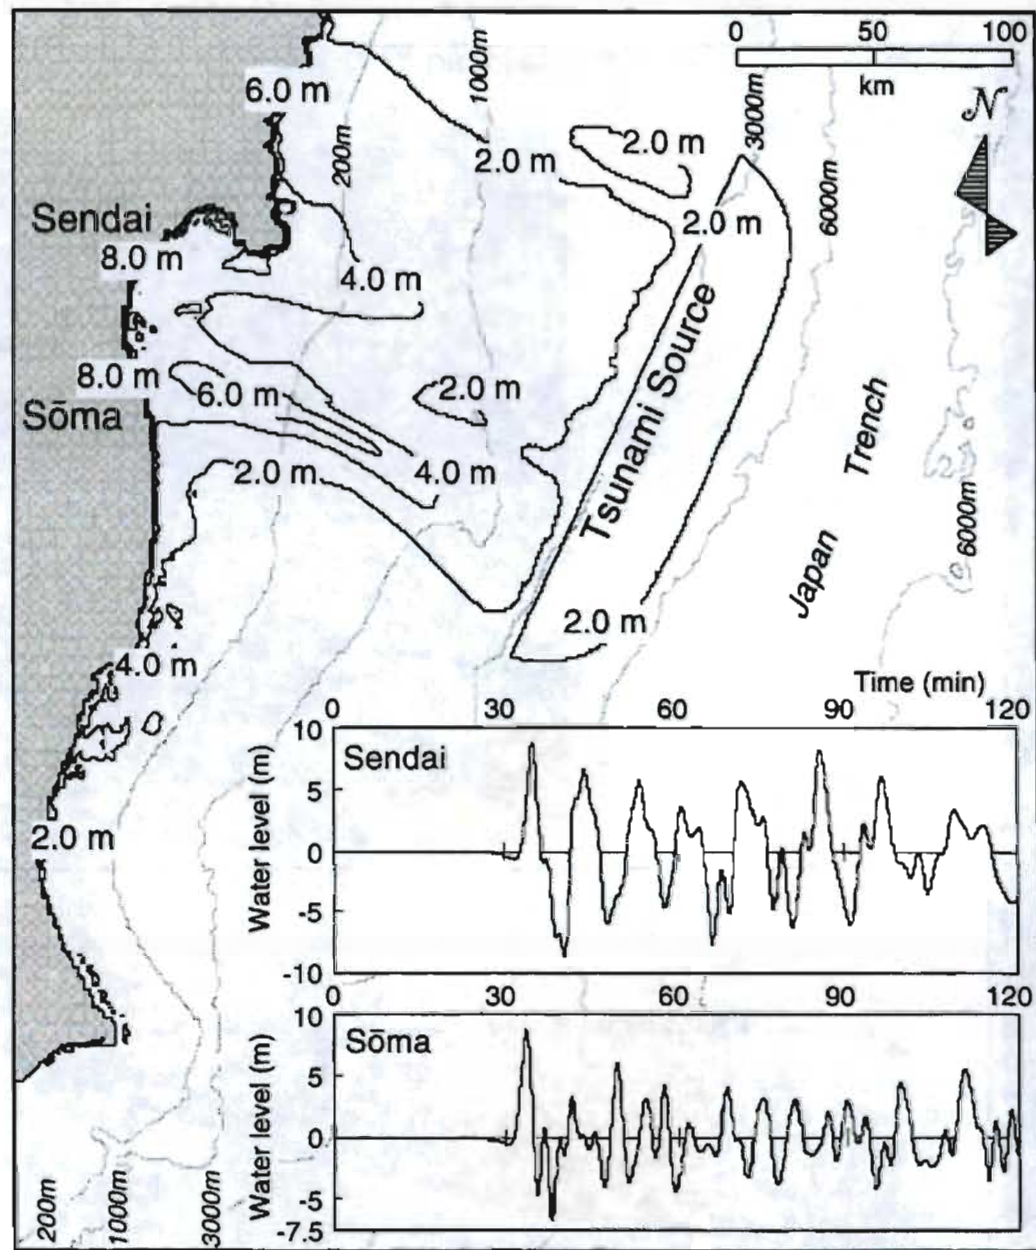 0 50 100
km
N
6.0 m
1000m
200m
3000m
2.0 m
2.0 m
6000m
Sendai
8.0 m
2.0 m
4.0 m
8.0 m
6.0 m
2.0 m
Sōma
Tsunami Source
Japan Trench
2.0 m
4.0 m
6000m
2.0 m
4.0 m
Time (min)
0 30 60 90 120
10
Sendai
5
0
-5
-10
Water level (m)
2.0 m
0 30 60 90 120
10
Sōma
5
0
-5
-7.5
Water level (m)
200m
1000m
3000m